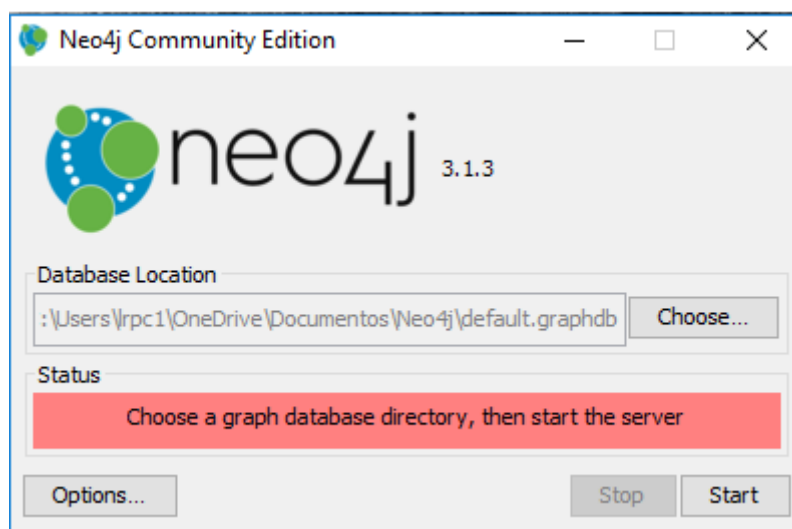 Neo4j Community Edition
neo4j 3.1.3
Database Location
:\Users\lrpc1\OneDrive\Documentos\Neo4j\default.graphdb Choose...
Status
Choose a graph database directory, then start the server
Options... Stop Start